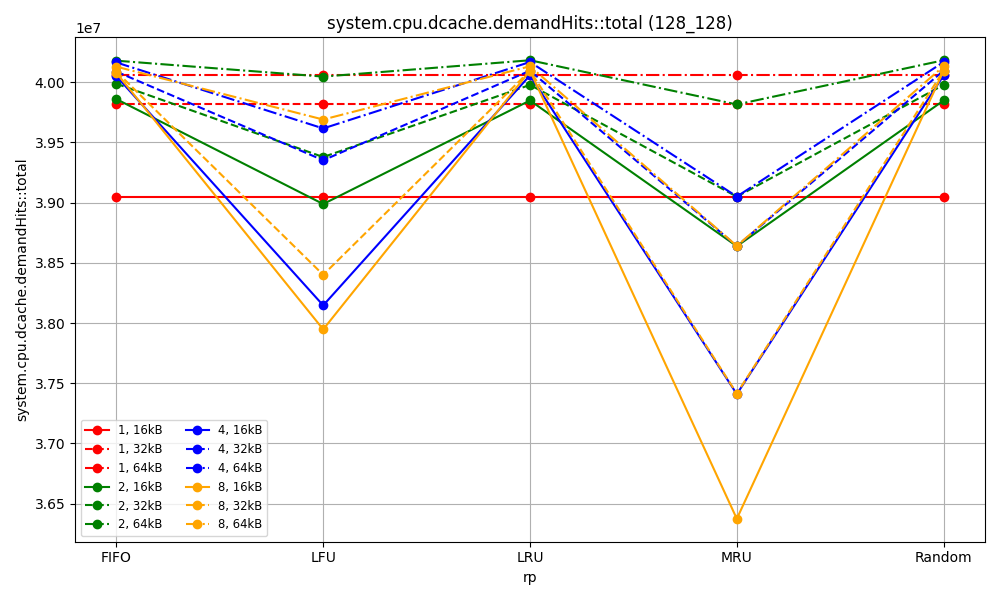 system.cpu.dcache.demandHits::total (128_128)
1e7
4.00
3.95
3.90
3.85
3.80
3.75
3.70
3.65
system.cpu.dcache.demandHits::total
1, 16kB
1, 32kB
1, 64kB
2, 16kB
2, 32kB
2, 64kB
4, 16kB
4, 32kB
4, 64kB
8, 16kB
8, 32kB
8, 64kB
FIFO LFU LRU MRU Random
rp